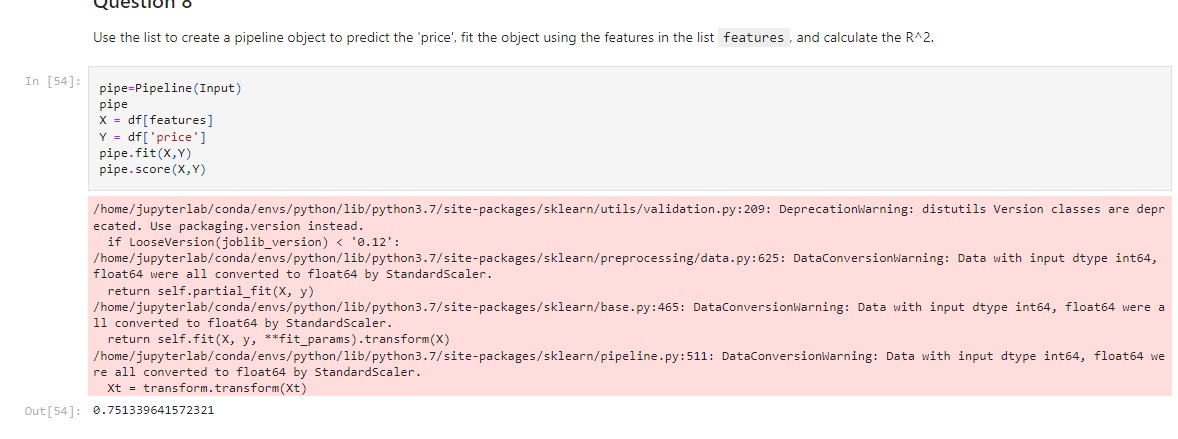 Question 8
Use the list to create a pipeline object to predict the 'price', fit the object using the features in the list features , and calculate the R^2.
In [54]:
pipe=Pipeline(Input)
pipe
X = df[features]
Y = df['price']
pipe.fit(X,Y)
pipe.score(X,Y)
/home/jupyterlab/conda/envs/python/lib/python3.7/site-packages/sklearn/utils/validation.py:209: DeprecationWarning: distutils Version classes are depr
ecated. Use packaging.version instead.
if LooseVersion(joblib_version) < '0.12':
/home/jupyterlab/conda/envs/python/lib/python3.7/site-packages/sklearn/preprocessing/data.py:625: DataConversionWarning: Data with input dtype int64,
float64 were all converted to float64 by StandardScaler.
return self.partial_fit(X, y)
/home/jupyterlab/conda/envs/python/lib/python3.7/site-packages/sklearn/base.py:465: DataConversionWarning: Data with input dtype int64, float64 were a
ll converted to float64 by StandardScaler.
return self.fit(X, y, **fit_params).transform(X)
/home/jupyterlab/conda/envs/python/lib/python3.7/site-packages/sklearn/pipeline.py:511: DataConversionWarning: Data with input dtype int64, float64 we
re all converted to float64 by StandardScaler.
Xt = transform.transform(Xt)
Out[54]: 0.751339641572321